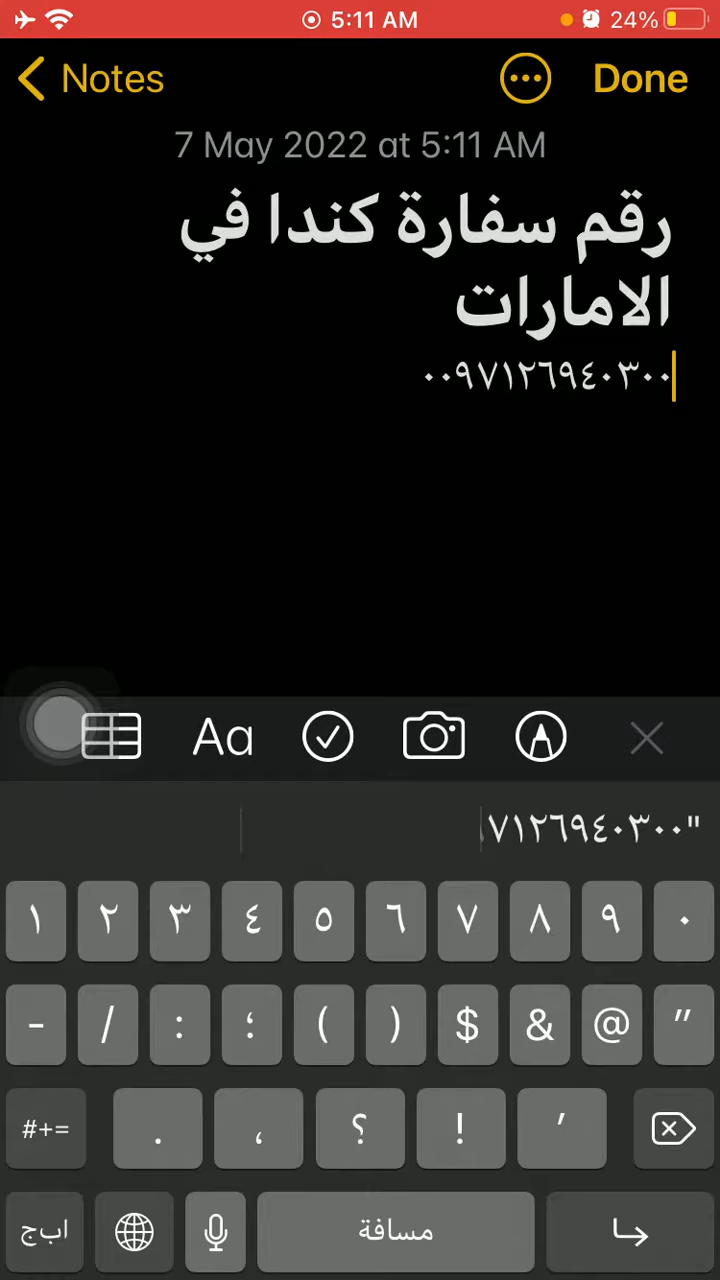 5:11 AM
24%
Notes
Done
7 May 2022 at 5:11 AM
رقم سفارة كندا في
الامارات
٠٠٩٧١٢٦٩٤٠٣٠٠
Aa
٧١٢٦٩٤٠٣٠٠"
١ ٢ ٣ ٤ ٥ ٦ ٧ ٨ ٩ ٠
- / : ؛ ( ) $ & @ "
#+= . ، ؟ ! ’
اب‌ج مسافة